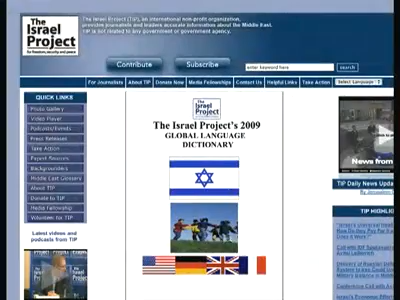 The
Israel
Project
for freedom, security and peace
The Israel Project (TIP), an international non-profit organization,
provides journalists and leaders accurate information about the Middle East.
TIP is not related to any government or government agency.
Contribute
Subscribe
enter keyword here
search
For Journalists
About TIP
Donate Now
Media Fellowships
Contact Us
Helpful Links
Take Action
Select Language
QUICK LINKS
Photo Gallery
Video Player
Podcasts/Events
Press Releases
Take Action
Expert Sources
Backgrounders
Middle East Glossary
About TIP
Donate to TIP
Media Fellowship
Volunteer for TIP
Latest videos and
podcasts from TIP
The
Israel
Project
The Israel Project's 2009
GLOBAL LANGUAGE
DICTIONARY
News from
TIP Daily News Updat
By Jerusalem
TIP HIGHLIG